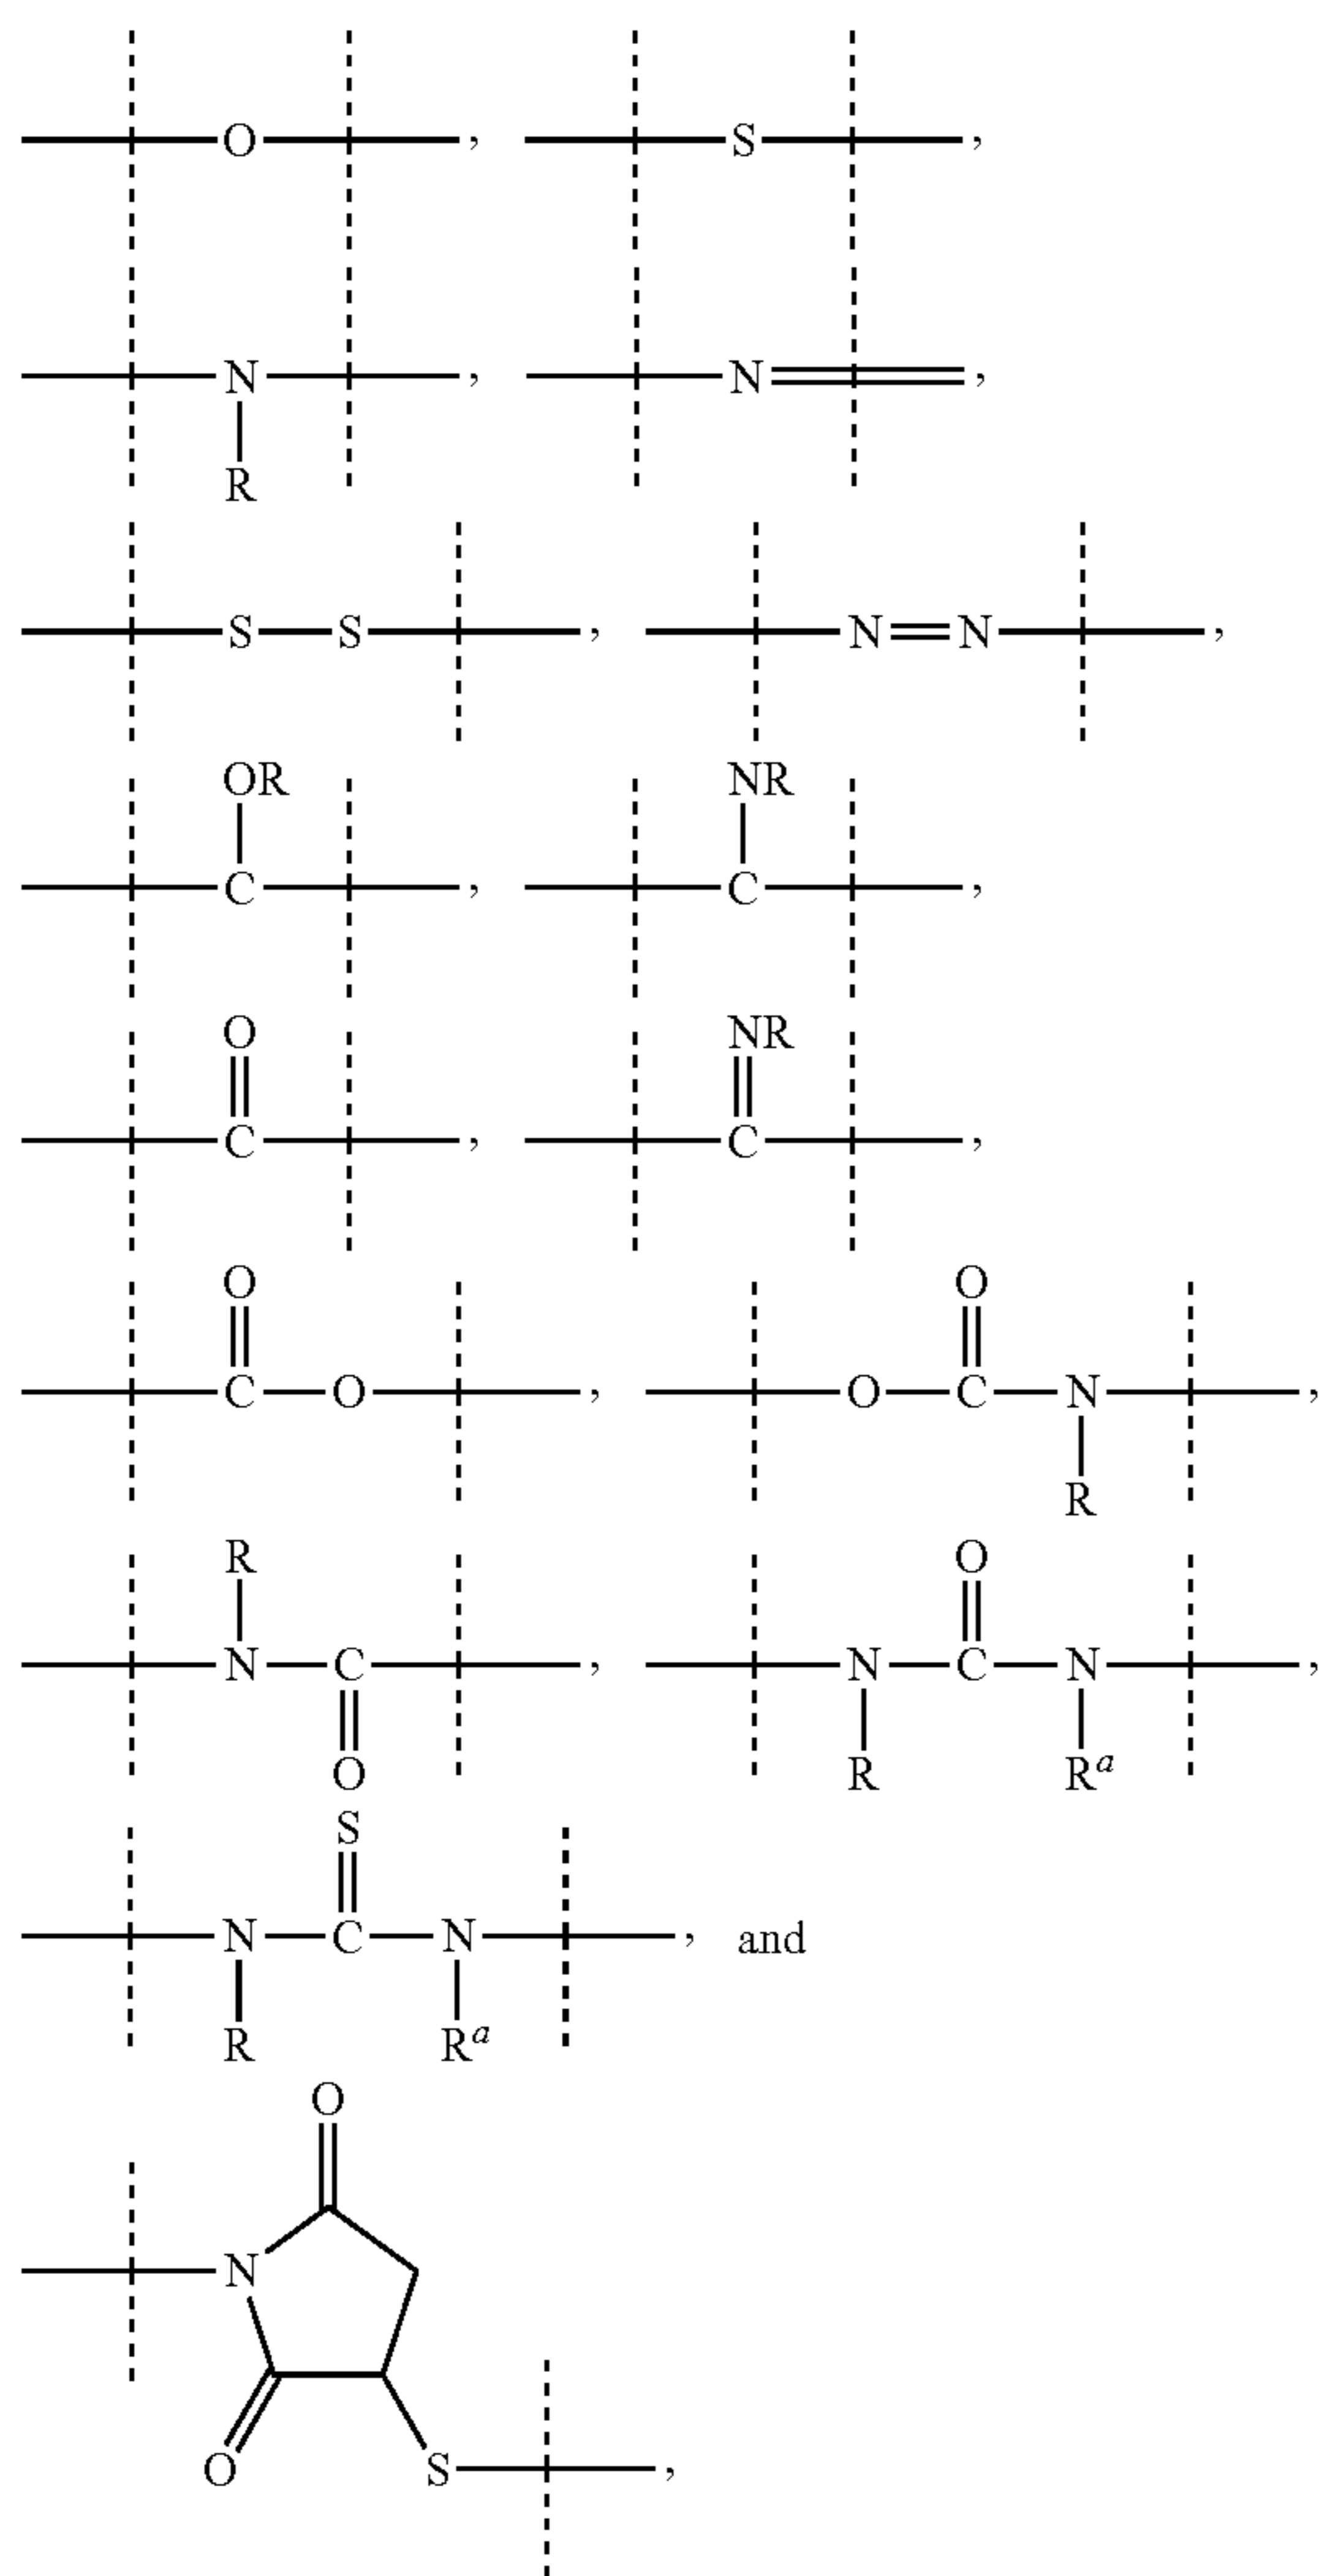 O , S ,
N , N ,
R
S S , N N ,
OR NR
C , C ,
O NR
C , C ,
O O
C O , O C N ,
R
R O
N C , N C N ,
O R Rᵃ
S
N C N , and
R Rᵃ
O
N
O S ,